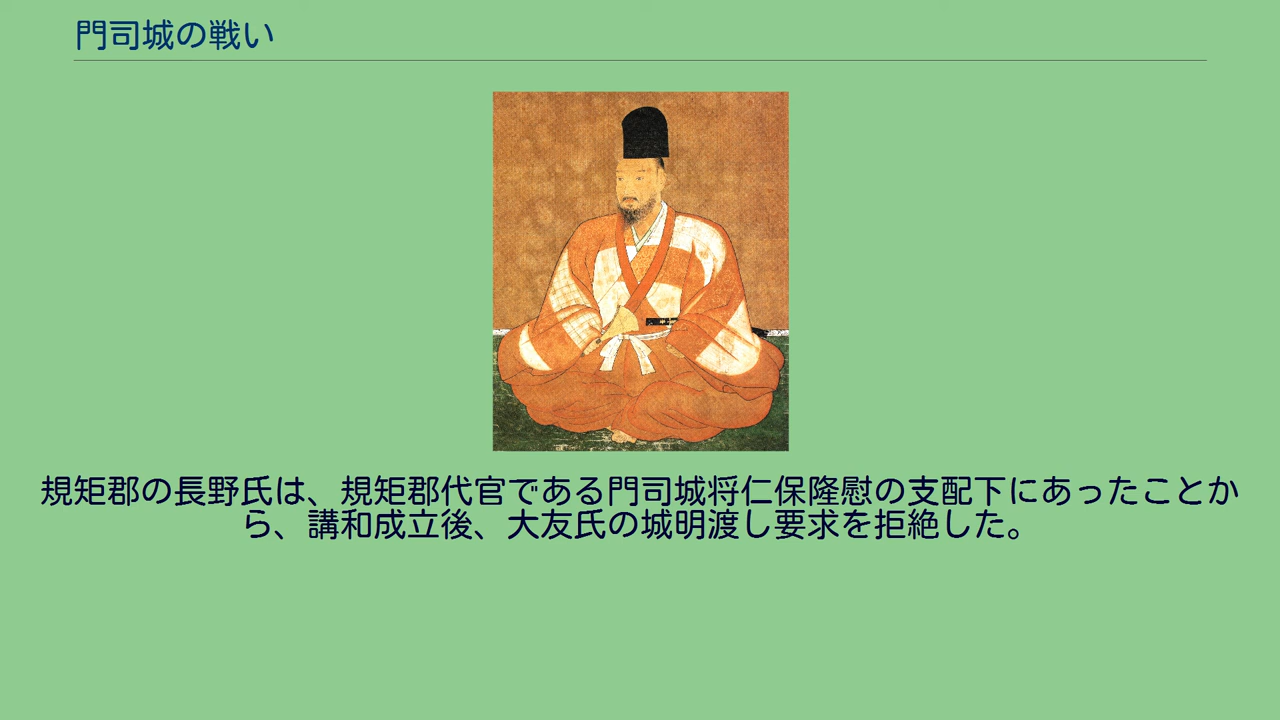 門司城の戦い
規矩郡の長野氏は、規矩郡代官である門司城将仁保隆慰の支配下にあったことか
ら、講和成立後、大友氏の城明渡し要求を拒絶した。